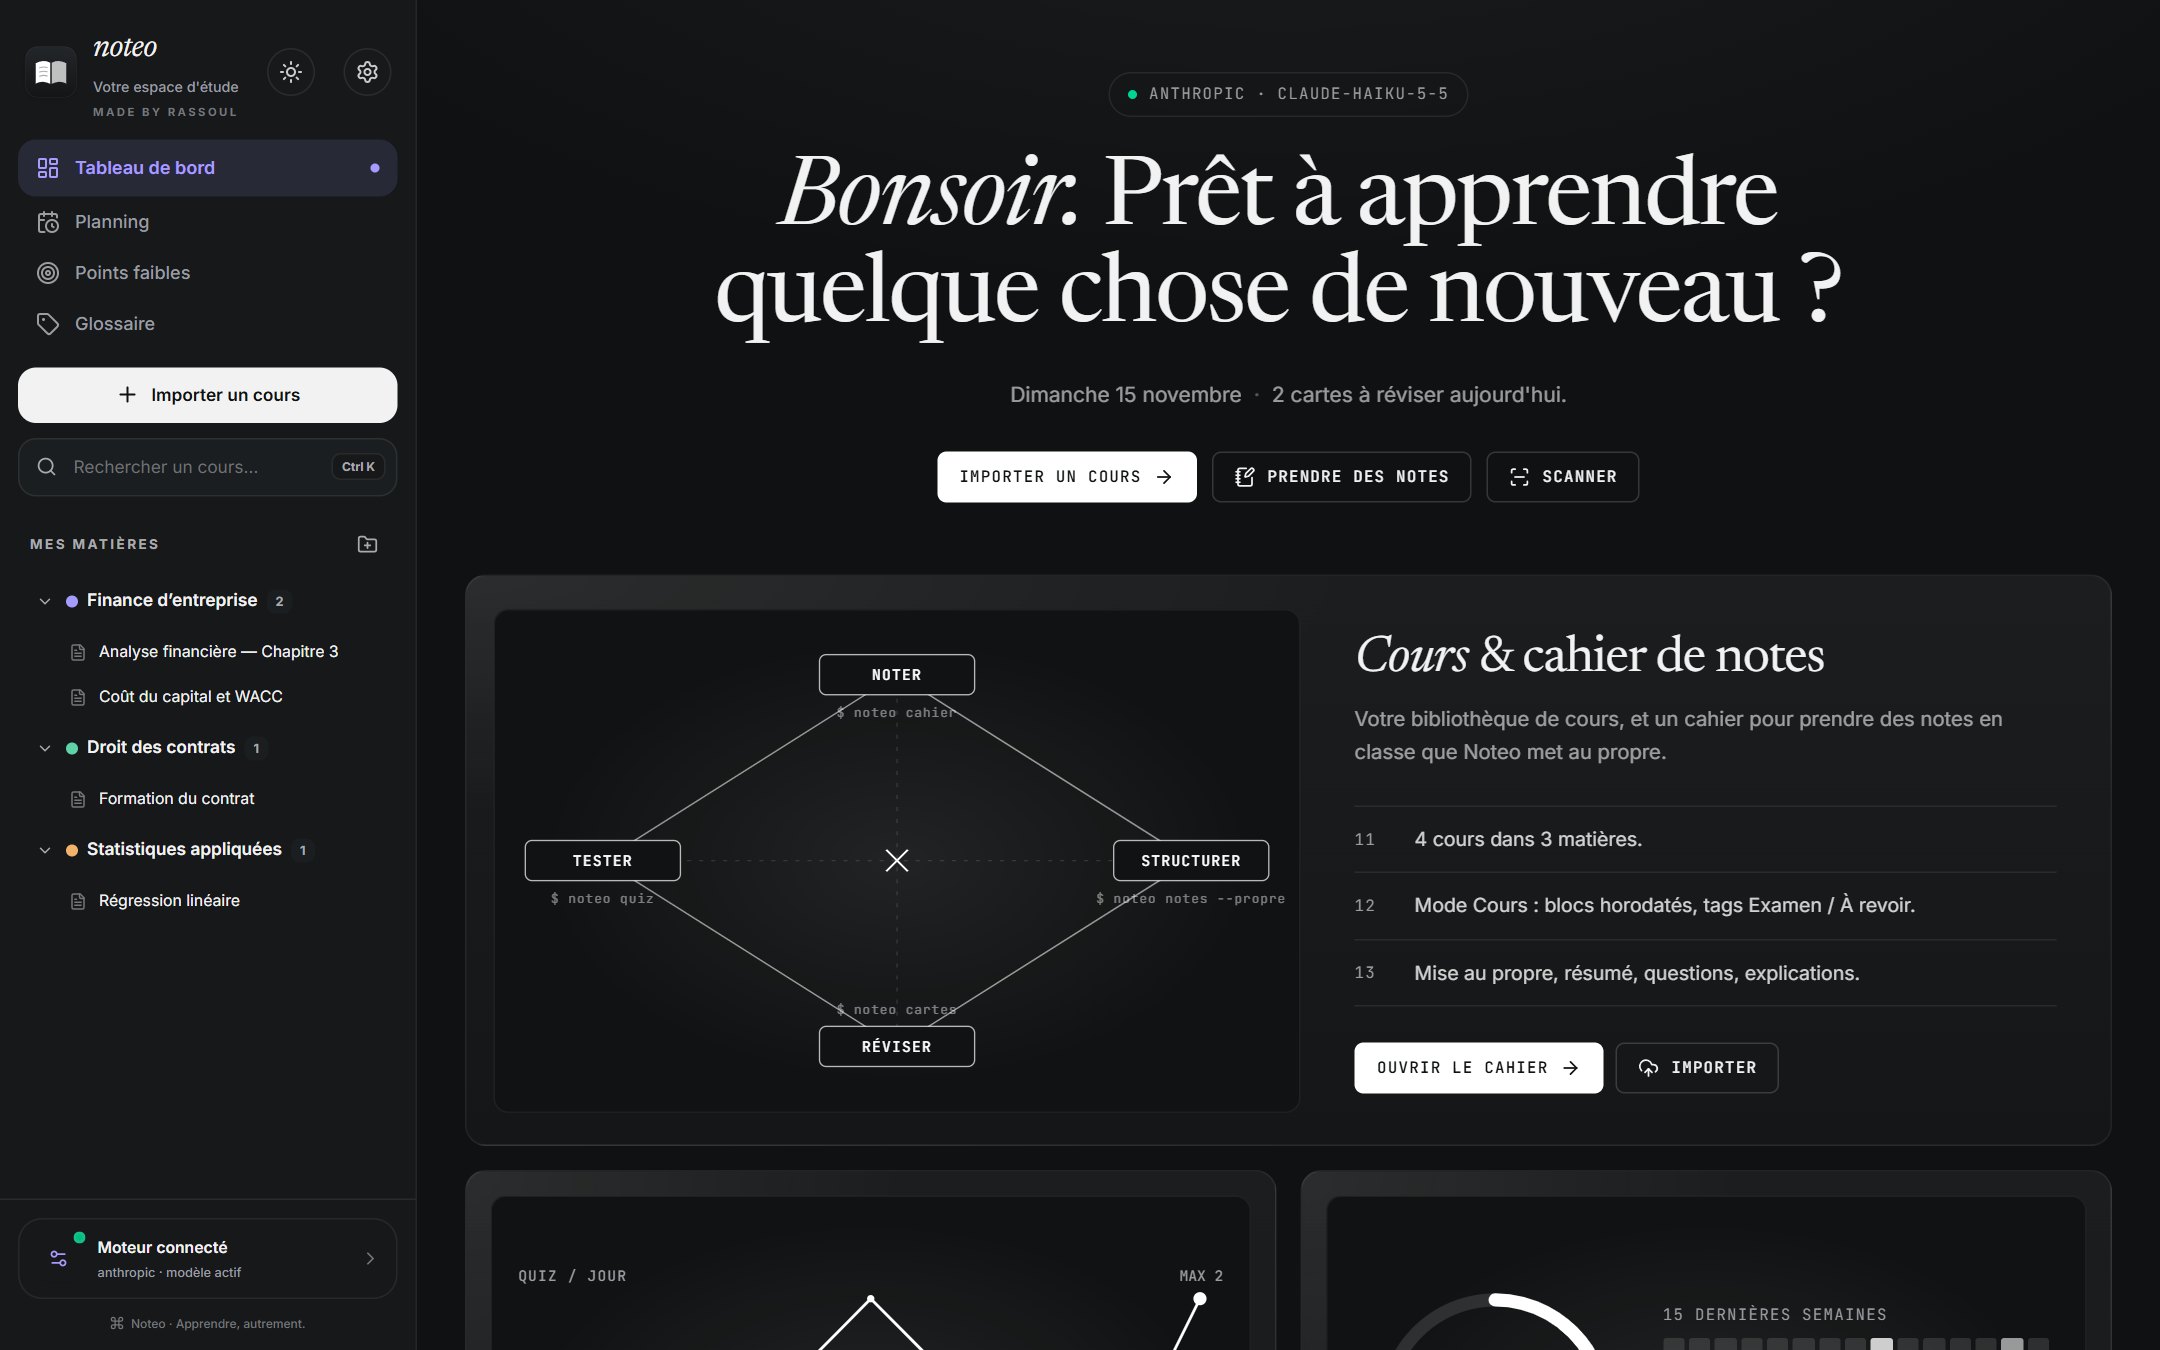 noteo
Votre espace d'étude
MADE BY RASSOUL
Tableau de bord
Planning
Points faibles
Glossaire
Importer un cours
Rechercher un cours...
Ctrl K
MES MATIÈRES
Finance d’entreprise 2
Analyse financière — Chapitre 3
Coût du capital et WACC
Droit des contrats 1
Formation du contrat
Statistiques appliquées 1
Régression linéaire
Moteur connecté
anthropic · modèle actif
⌘ Noteo · Apprendre, autrement.
ANTHROPIC · CLAUDE-HAIKU-5-5
Bonsoir. Prêt à apprendre
quelque chose de nouveau ?
Dimanche 15 novembre · 2 cartes à réviser aujourd'hui.
IMPORTER UN COURS
PRENDRE DES NOTES
SCANNER
NOTER
$ noteo cahier
TESTER
$ noteo quiz
STRUCTURER
$ noteo notes --propre
$ noteo cartes
RÉVISER
Cours & cahier de notes
Votre bibliothèque de cours, et un cahier pour prendre des notes en
classe que Noteo met au propre.
11 4 cours dans 3 matières.
12 Mode Cours : blocs horodatés, tags Examen / À revoir.
13 Mise au propre, résumé, questions, explications.
OUVRIR LE CAHIER
IMPORTER
QUIZ / JOUR
MAX 2
15 DERNIÈRES SEMAINES